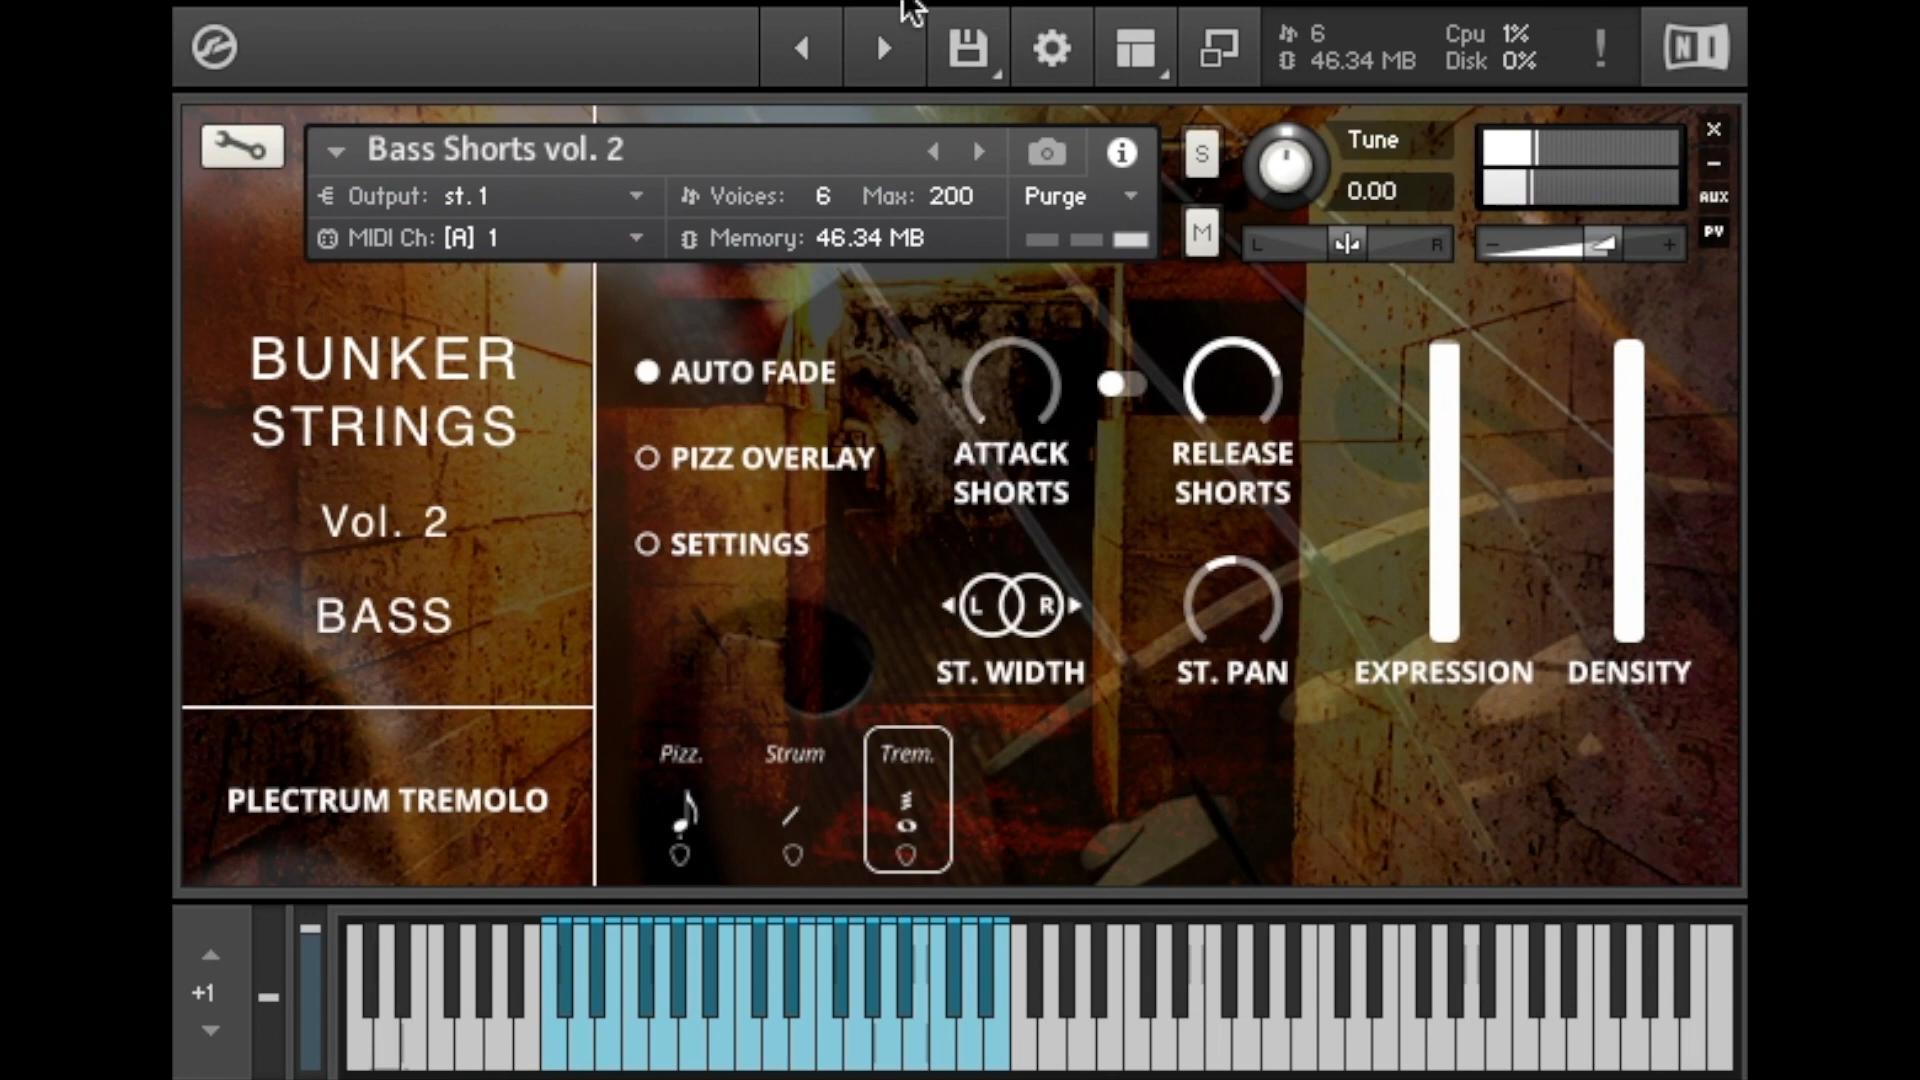 6
46.34 MB
Cpu 1%
Disk 0%
!
NI
Bass Shorts vol. 2
i
Output: st.1
Voices: 6 Max: 200
Purge
MIDI Ch: [A] 1
Memory: 46.34 MB
S
M
Tune
0.00
L R
- +
×
-
AUX
PV
BUNKER
STRINGS
Vol. 2
BASS
PLECTRUM TREMOLO
AUTO FADE
PIZZ OVERLAY
SETTINGS
ATTACK
SHORTS
RELEASE
SHORTS
L R
ST. WIDTH
ST. PAN
EXPRESSION
DENSITY
Pizz.
Strum
Trem.
+1